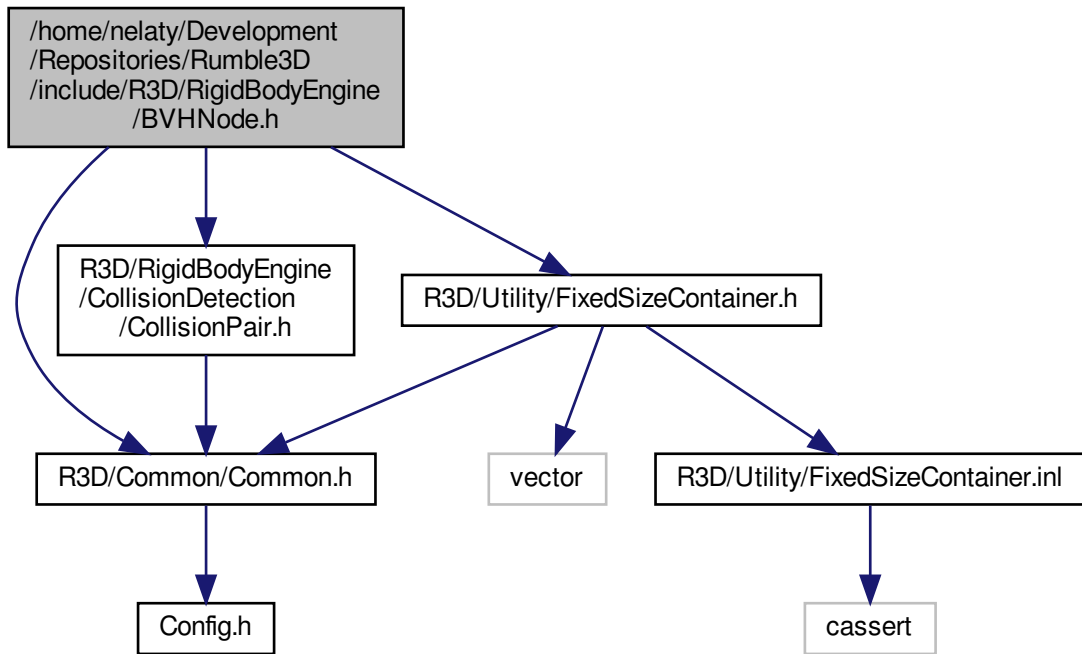 /home/nelaty/Development
/Repositories/Rumble3D
/include/R3D/RigidBodyEngine
/BVHNode.h
R3D/RigidBodyEngine
/CollisionDetection
/CollisionPair.h
R3D/Utility/FixedSizeContainer.h
R3D/Common/Common.h
vector
R3D/Utility/FixedSizeContainer.inl
Config.h
cassert